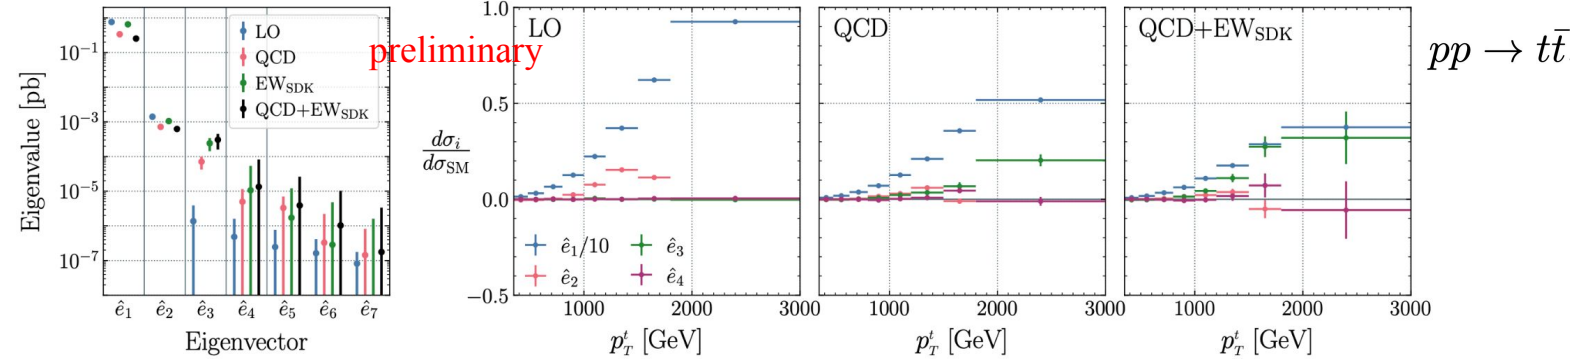 Eigenvalue [pb]
10⁻¹
10⁻³
10⁻⁵
10⁻⁷
LO
QCD
EW_SDK
QCD+EW_SDK
ê₁ ê₂ ê₃ ê₄ ê₅ ê₆ ê₇
Eigenvector
preliminary
dσᵢ/dσ_SM
1.0
0.5
0.0
−0.5
LO
ê₁/10 ê₃
ê₂ ê₄
1000 2000 3000
p_T^t [GeV]
QCD
1000 2000 3000
p_T^t [GeV]
QCD+EW_SDK
1000 2000 3000
p_T^t [GeV]
pp → tt̄